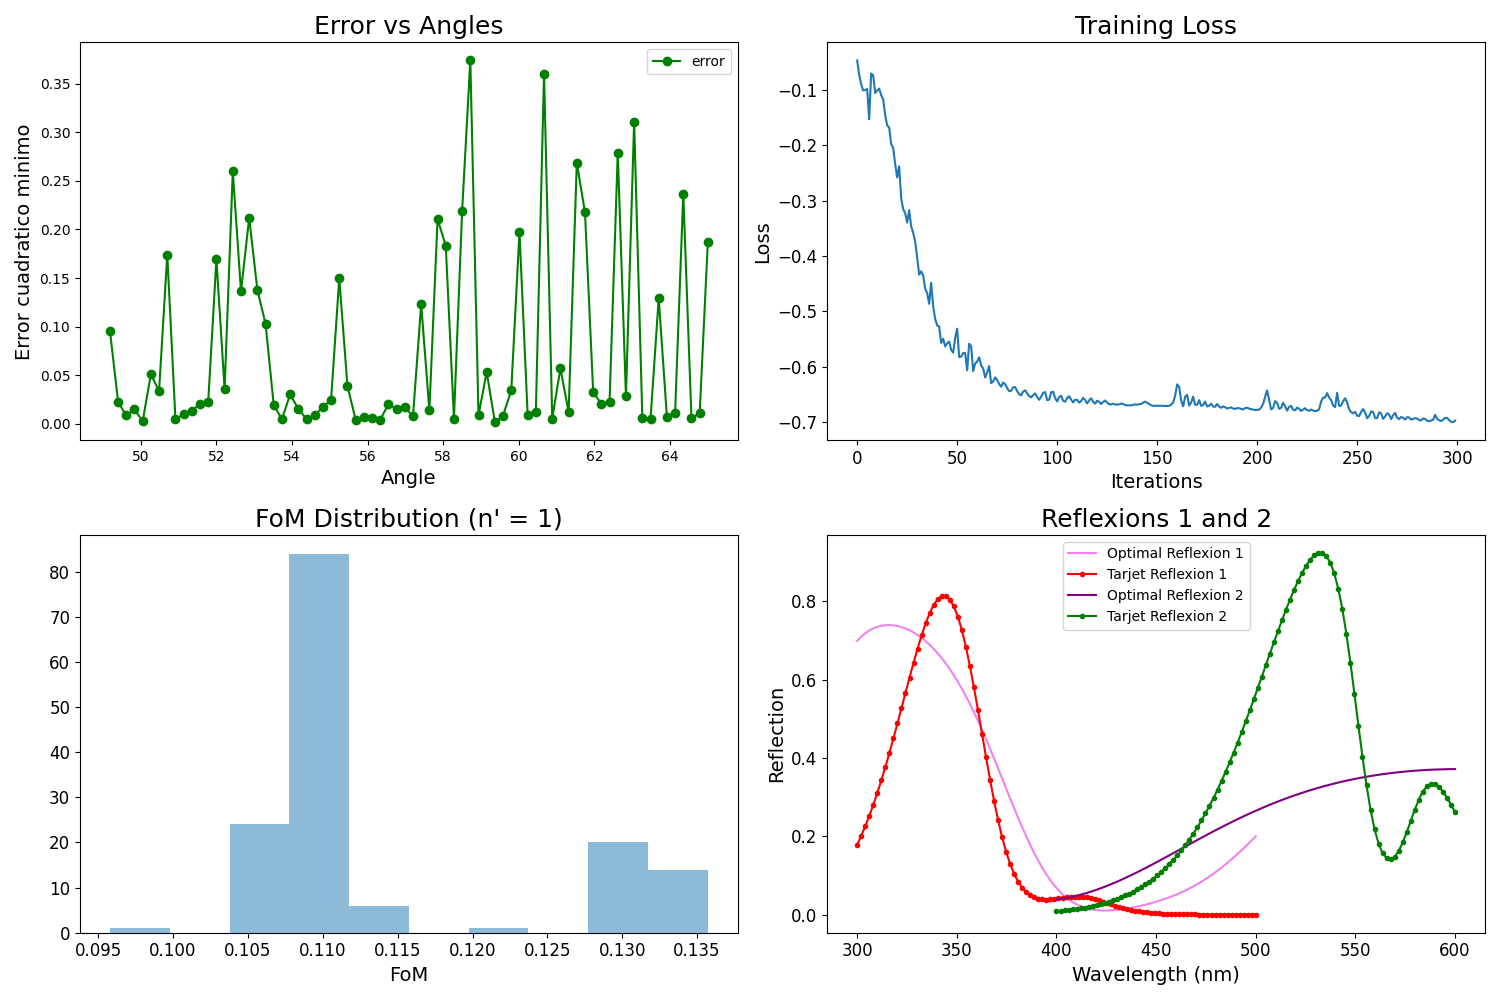 Error vs Angles
error
Error cuadratico minimo
0.35
0.30
0.25
0.20
0.15
0.10
0.05
0.00
50 52 54 56 58 60 62 64
Angle
Training Loss
Loss
−0.1
−0.2
−0.3
−0.4
−0.5
−0.6
−0.7
0 50 100 150 200 250 300
Iterations
FoM Distribution (n' = 1)
80
70
60
50
40
30
20
10
0
0.095 0.100 0.105 0.110 0.115 0.120 0.125 0.130 0.135
FoM
Reflexions 1 and 2
Optimal Reflexion 1
Tarjet Reflexion 1
Optimal Reflexion 2
Tarjet Reflexion 2
Reflection
0.8
0.6
0.4
0.2
0.0
300 350 400 450 500 550 600
Wavelength (nm)